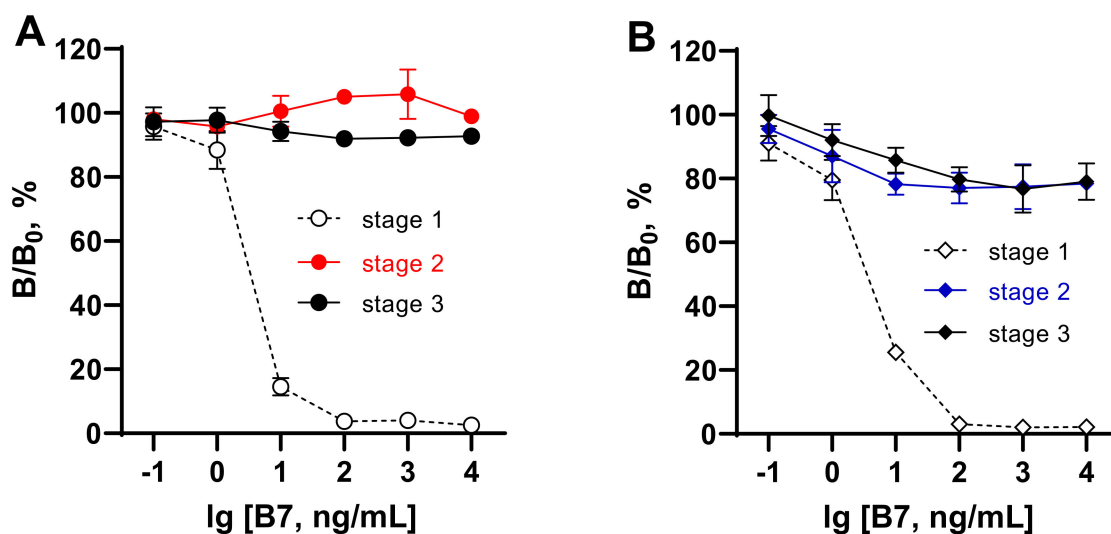 A
120
100
80
60
40
20
0
B/B₀, %
stage 1
stage 2
stage 3
-1 0 1 2 3 4
lg [B7, ng/mL]
B
120
100
80
60
40
20
0
B/B₀, %
stage 1
stage 2
stage 3
-1 0 1 2 3 4
lg [B7, ng/mL]